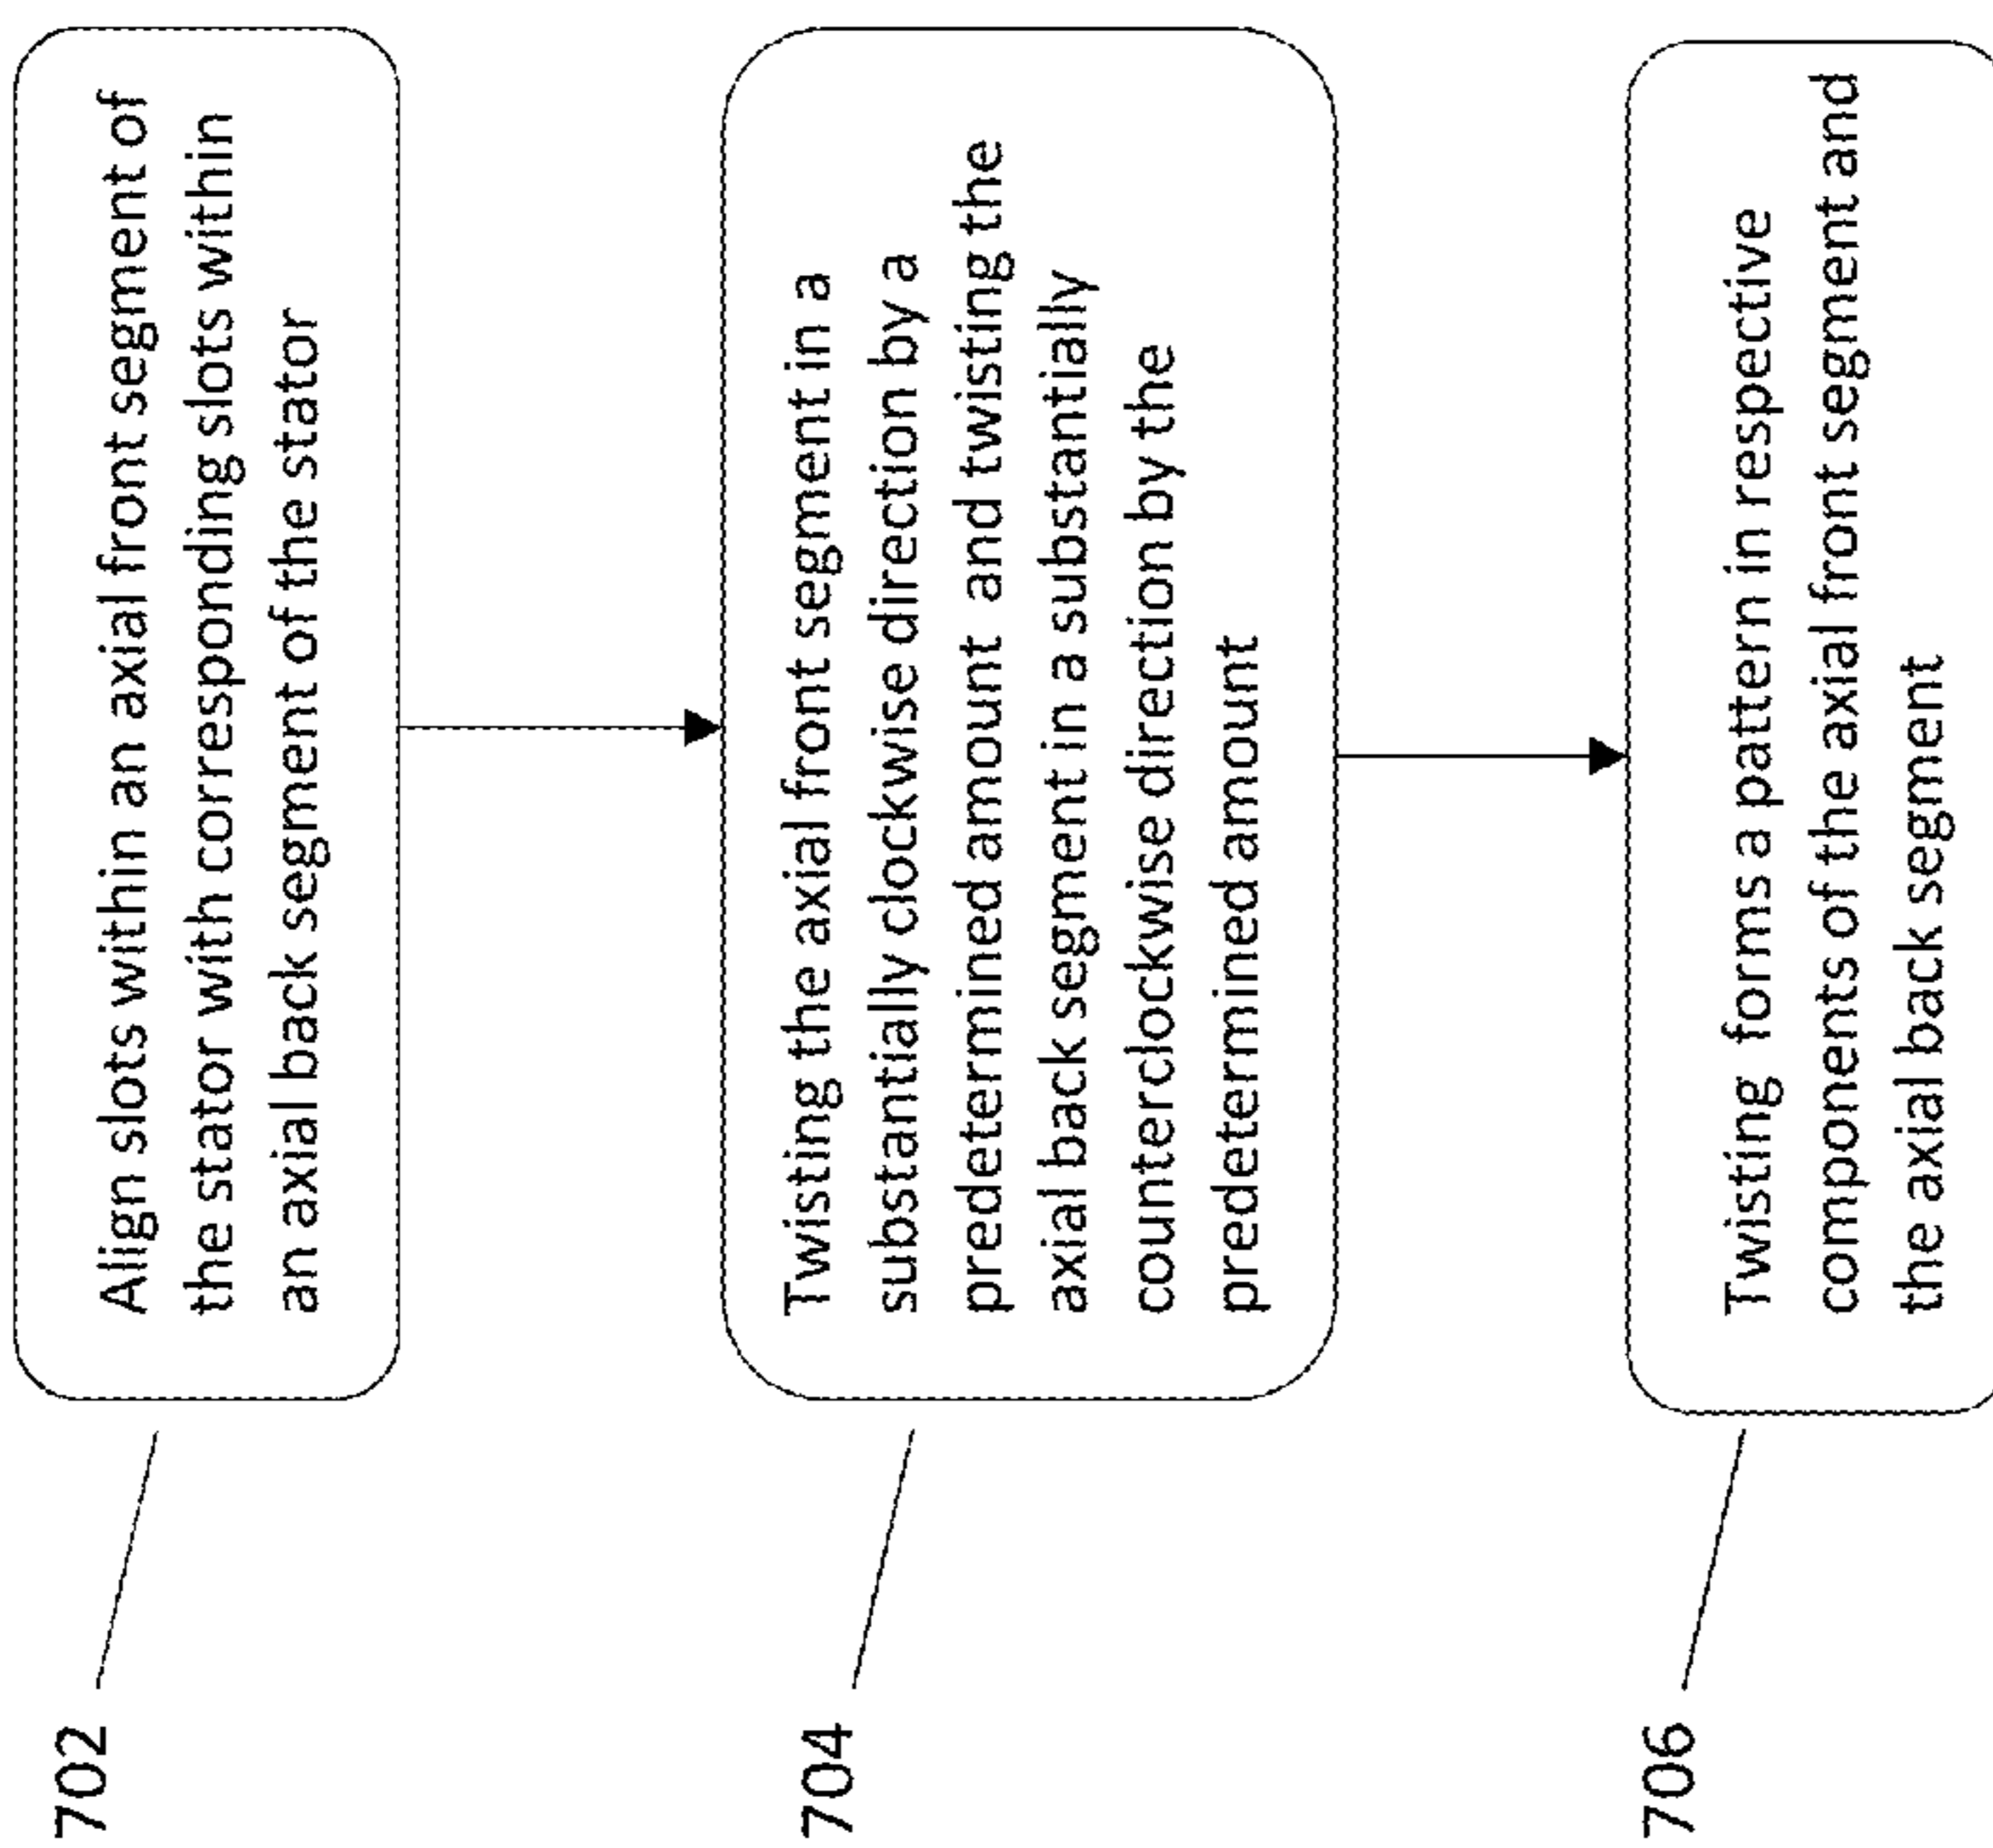 702
Align slots within an axial front segment of
the stator with corresponding slots within
an axial back segment of the stator
704
Twisting the axial front segment in a
substantially clockwise direction by a
predetermined amount and twisting the
axial back segment in a substantially
counterclockwise direction by the
predetermined amount
706
Twisting forms a pattern in respective
components of the axial front segment and
the axial back segment